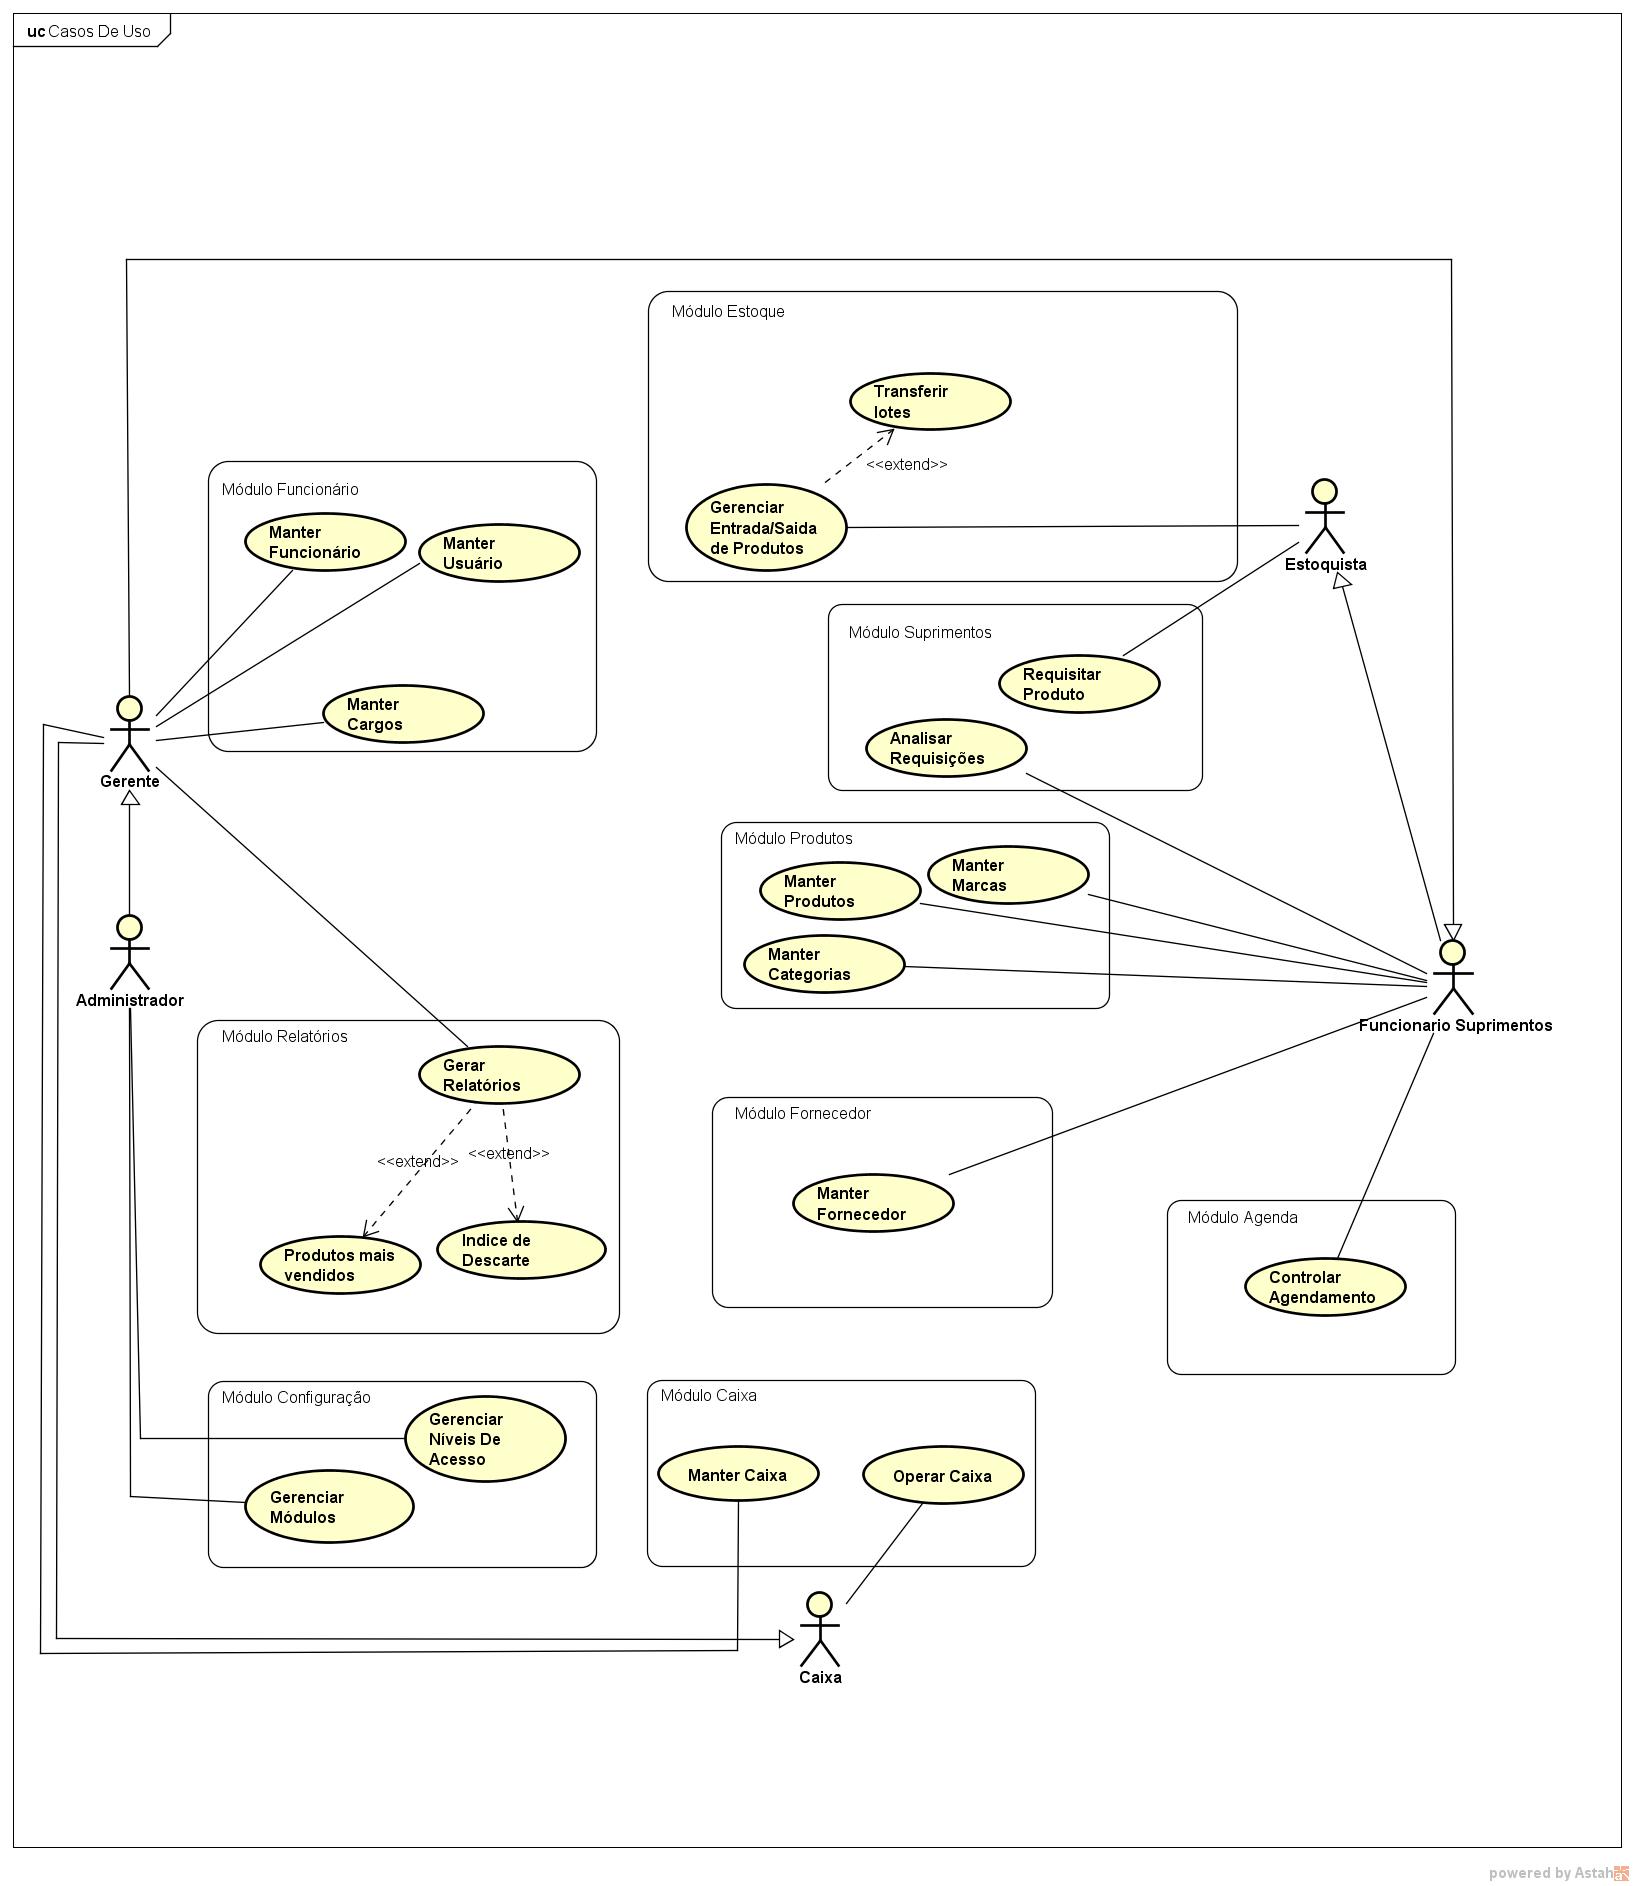 uc Casos De Uso
Módulo Estoque
Transferir
lotes
<<extend>>
Gerenciar
Entrada/Saida
de Produtos
Estoquista
Módulo Funcionário
Manter
Funcionário
Manter
Usuário
Manter
Cargos
Gerente
Módulo Suprimentos
Requisitar
Produto
Analisar
Requisições
Módulo Produtos
Manter
Produtos
Manter
Marcas
Manter
Categorias
Funcionario Suprimentos
Administrador
Módulo Relatórios
Gerar
Relatórios
<<extend>>
<<extend>>
Produtos mais
vendidos
Indice de
Descarte
Módulo Fornecedor
Manter
Fornecedor
Módulo Agenda
Controlar
Agendamento
Módulo Configuração
Gerenciar
Níveis De
Acesso
Gerenciar
Módulos
Módulo Caixa
Manter Caixa
Operar Caixa
Caixa
powered by Astah